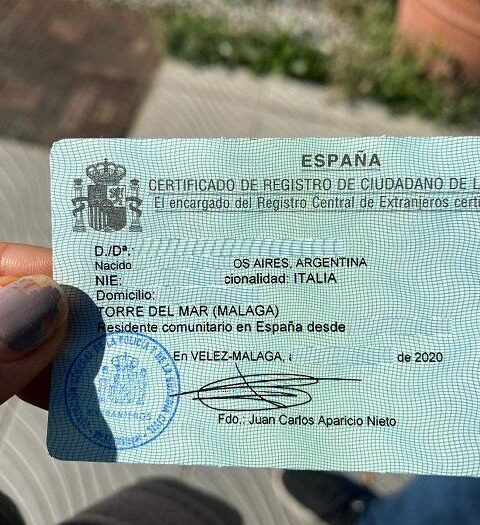 ESPAÑA
CERTIFICADO DE REGISTRO DE CIUDADANO DE L
El encargado del Registro Central de Extranjeros certi
D./Dª.:
Nacido OS AIRES, ARGENTINA
NIE: cionalidad: ITALIA
Domicilio:
TORRE DEL MAR (MALAGA)
Residente comunitario en España desde
En VELEZ-MALAGA, a de 2020
Fdo.: Juan Carlos Aparicio Nieto
EXTRANJEROS